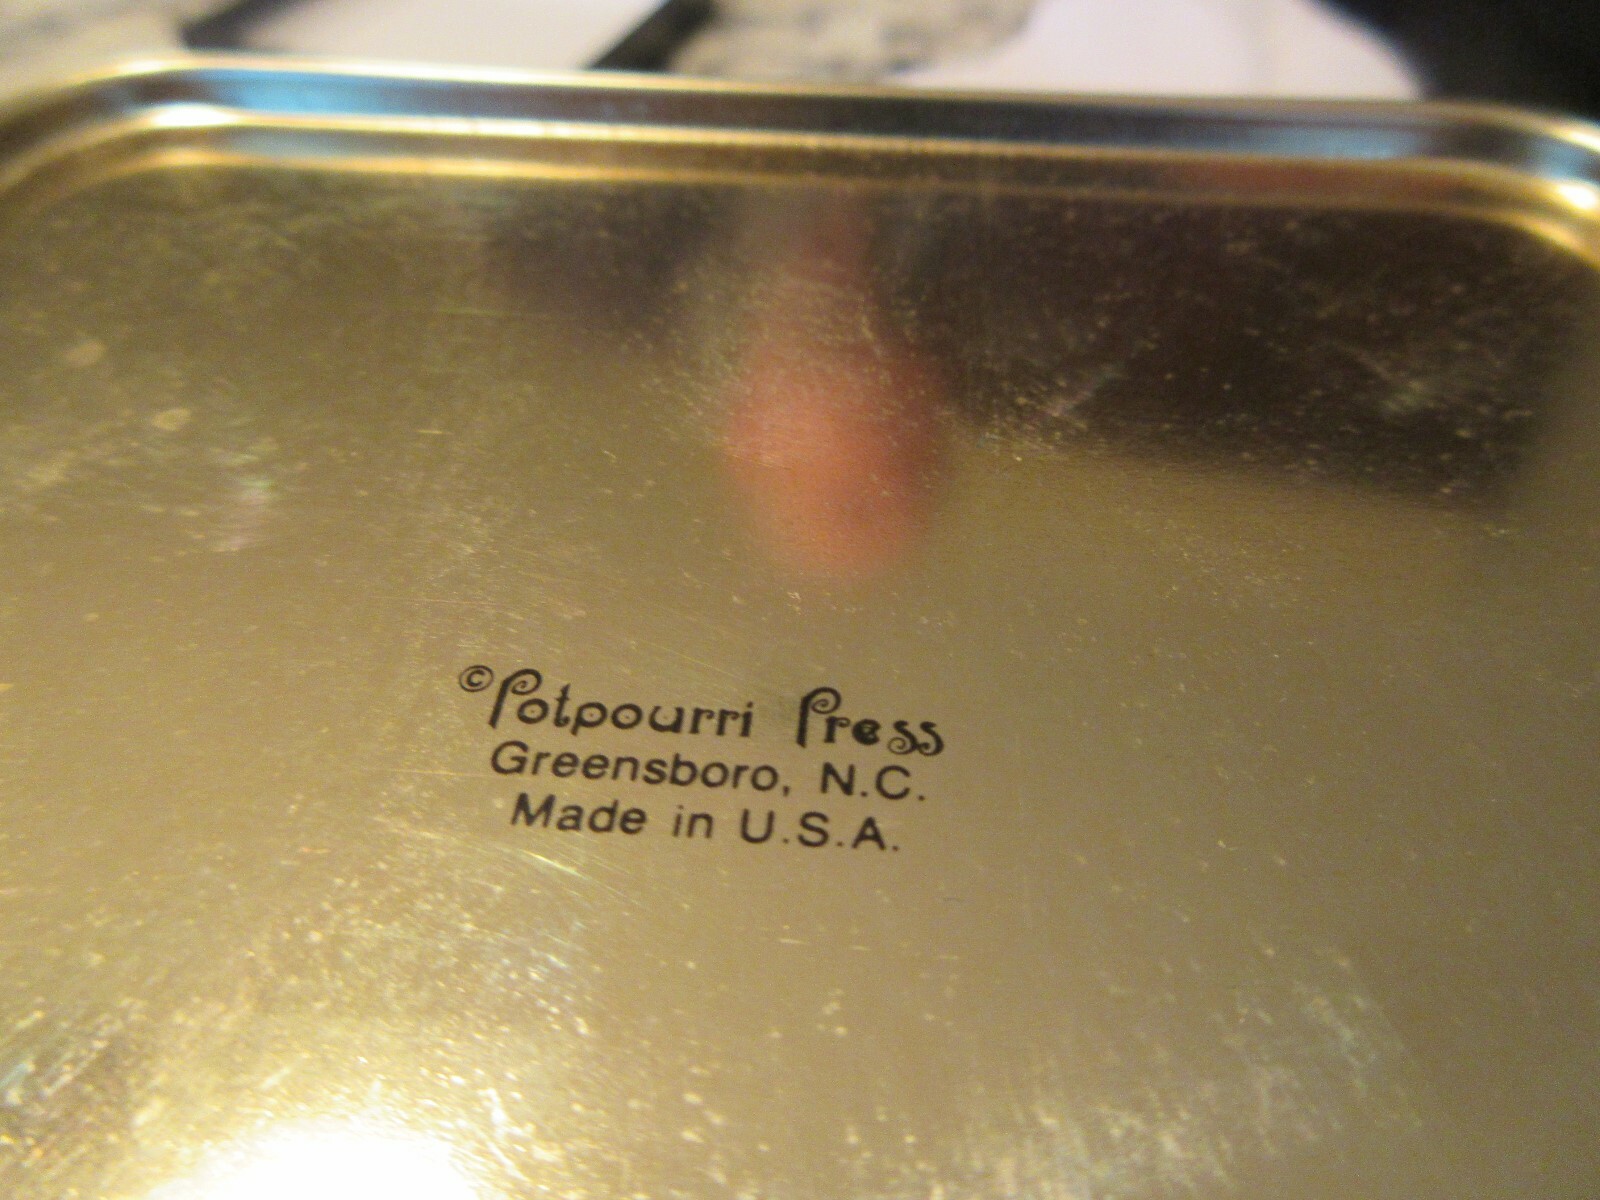 ©Potpourri Press
Greensboro, N.C.
Made in U.S.A.